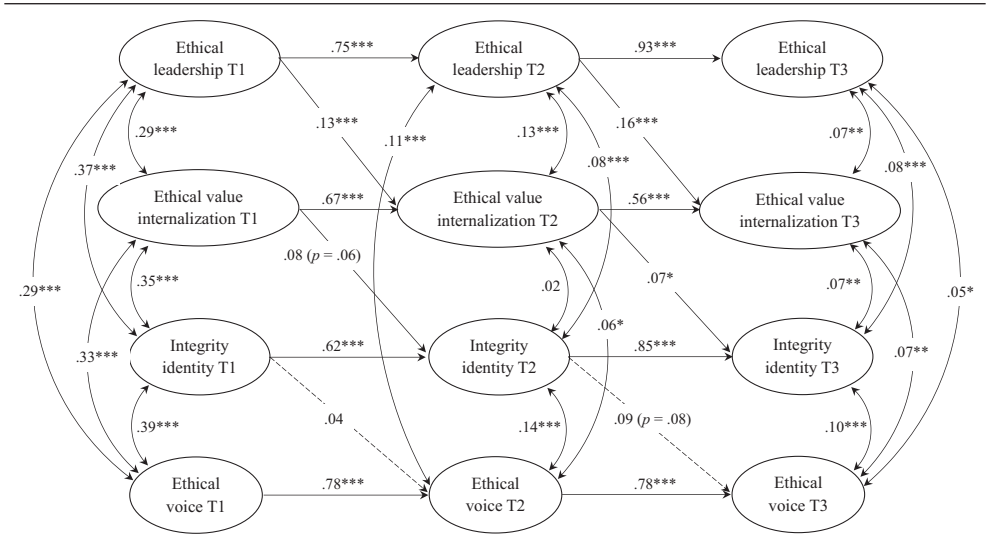 Ethical
leadership T1
.75***
Ethical
leadership T2
.93***
Ethical
leadership T3
.29***
.13***
.11***
.13***
.16***
.07**
.37***
.08***
.08***
Ethical value
internalization T1
.67***
Ethical value
internalization T2
.56***
Ethical value
internalization T3
.08 (p = .06)
.29***
.35***
.02
.07*
.07**
.05*
.33***
.06*
.07**
Integrity
identity T1
.62***
Integrity
identity T2
.85***
Integrity
identity T3
.39***
.04
.14***
.09 (p = .08)
.10***
Ethical
voice T1
.78***
Ethical
voice T2
.78***
Ethical
voice T3